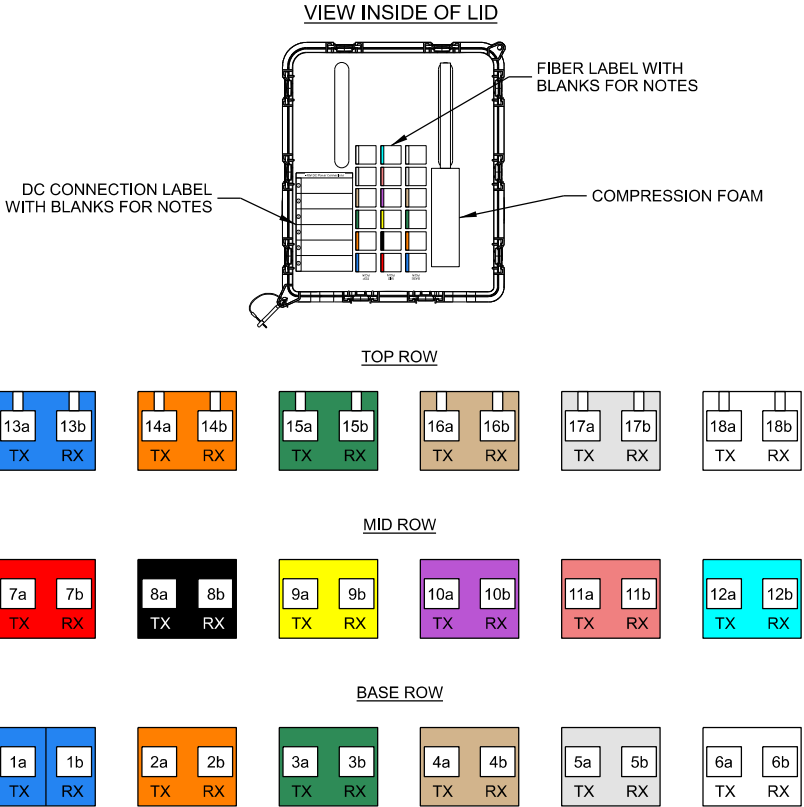 VIEW INSIDE OF LID
FIBER LABEL WITH
BLANKS FOR NOTES
DC CONNECTION LABEL
WITH BLANKS FOR NOTES
COMPRESSION FOAM
TOP ROW
13a 13b 14a 14b 15a 15b 16a 16b 17a 17b 18a 18b
TX RX TX RX TX RX TX RX TX RX TX RX
MID ROW
7a 7b 8a 8b 9a 9b 10a 10b 11a 11b 12a 12b
TX RX TX RX TX RX TX RX TX RX TX RX
BASE ROW
1a 1b 2a 2b 3a 3b 4a 4b 5a 5b 6a 6b
TX RX TX RX TX RX TX RX TX RX TX RX